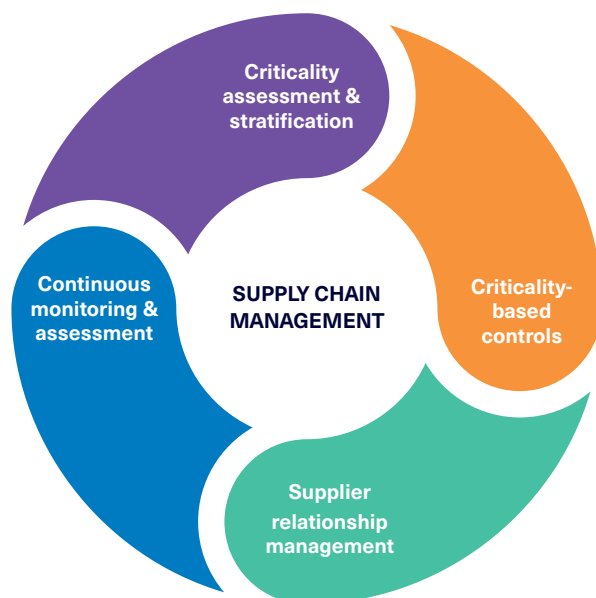 Criticality
assessment &
stratification
Criticality-
based
controls
Supplier
relationship
management
Continuous
monitoring &
assessment
SUPPLY CHAIN
MANAGEMENT